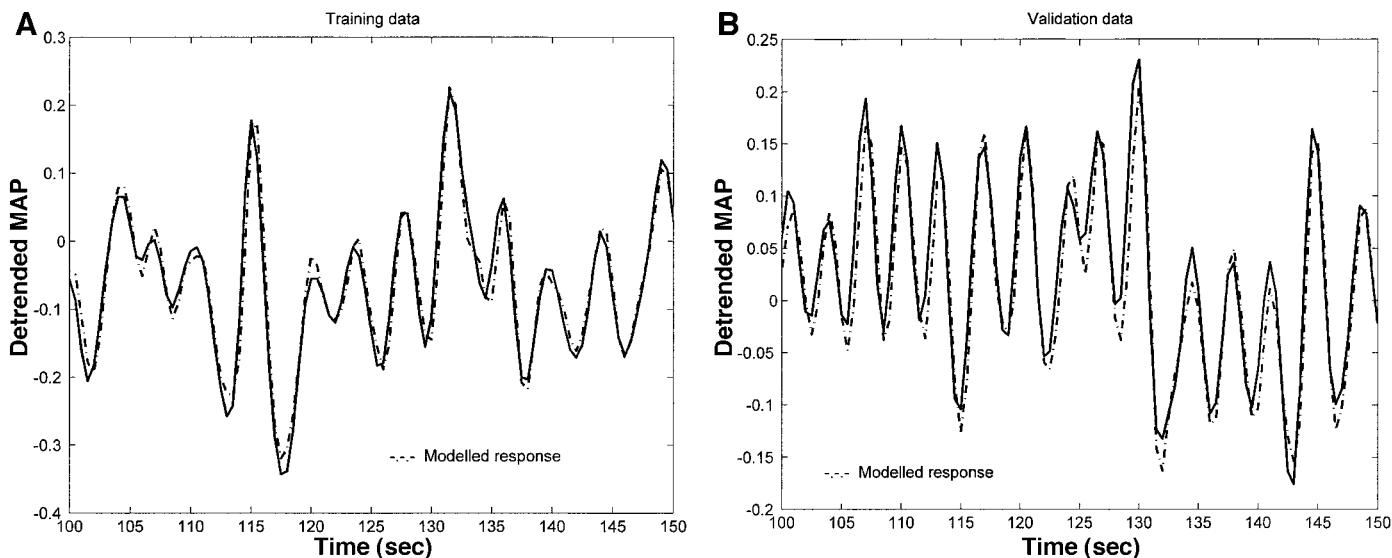 A
Training data
0.3
0.2
0.1
0
-0.1
-0.2
-0.3
-0.4
Detrended MAP
Modelled response
100 105 110 115 120 125 130 135 140 145 150
Time (sec)
B
Validation data
0.25
0.2
0.15
0.1
0.05
0
-0.05
-0.1
-0.15
-0.2
Detrended MAP
Modelled response
100 105 110 115 120 125 130 135 140 145 150
Time (sec)